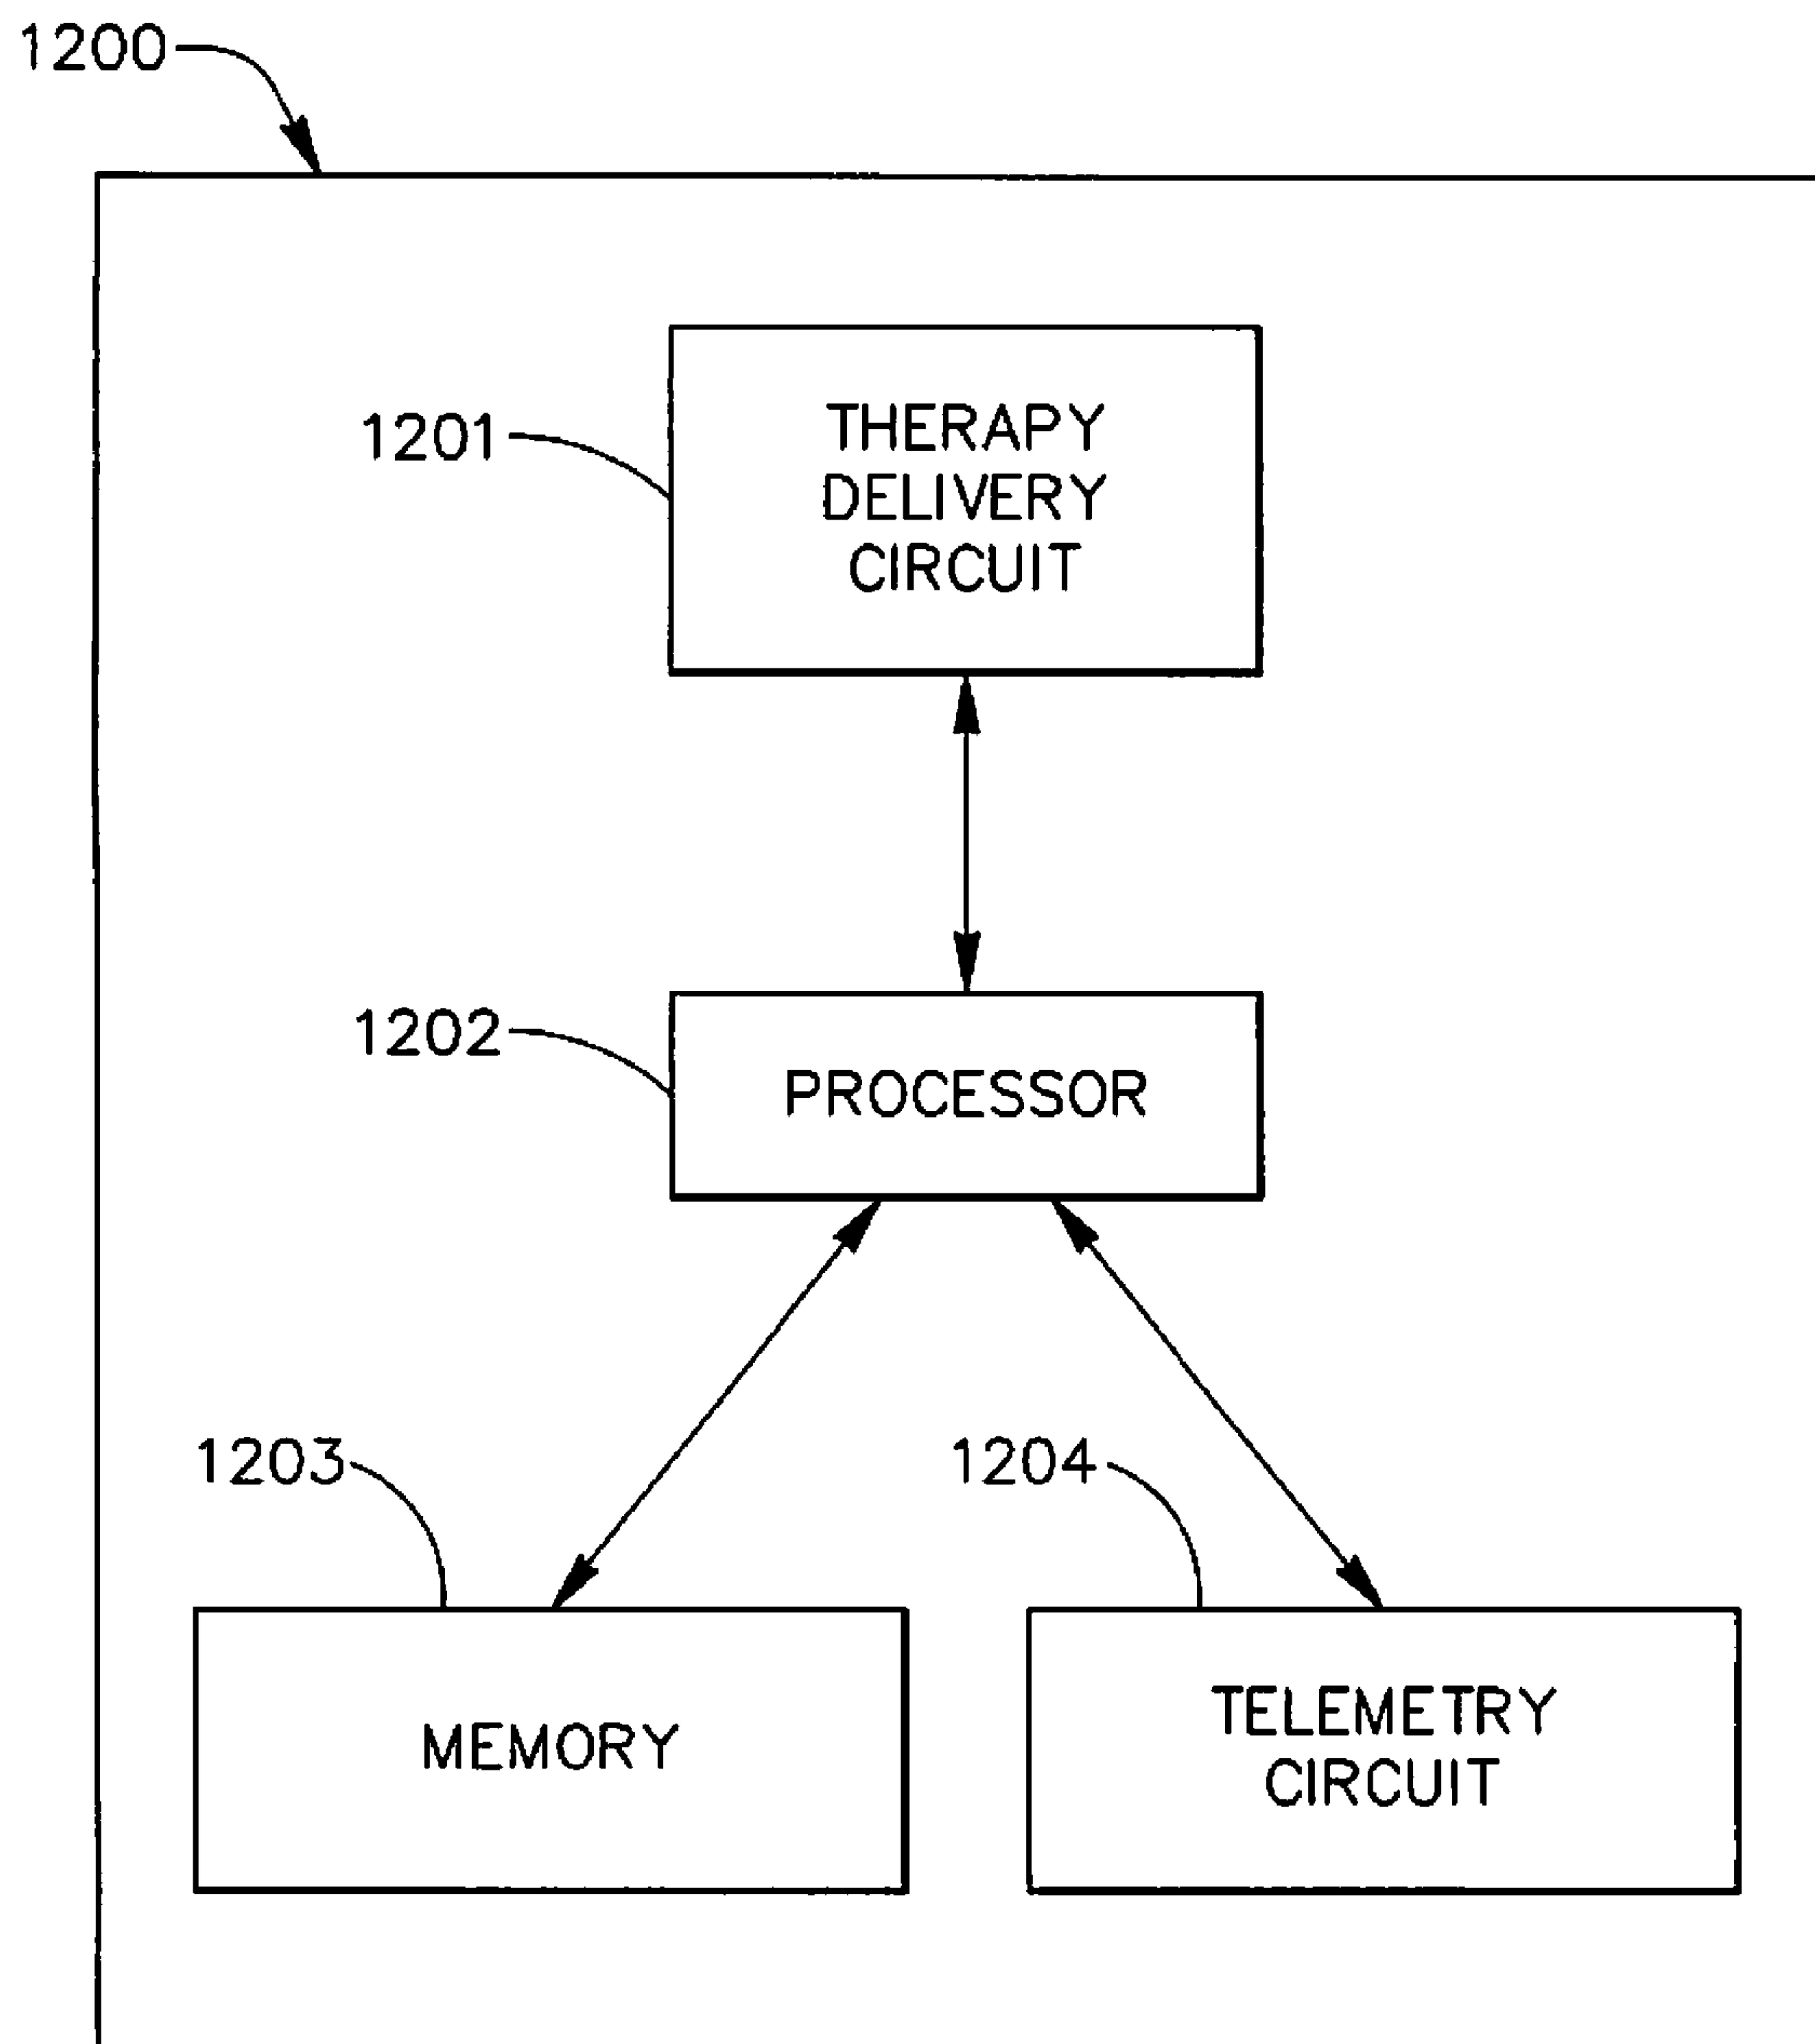 1200
1201
THERAPY
DELIVERY
CIRCUIT
1202
PROCESSOR
1203
1204
MEMORY
TELEMETRY
CIRCUIT